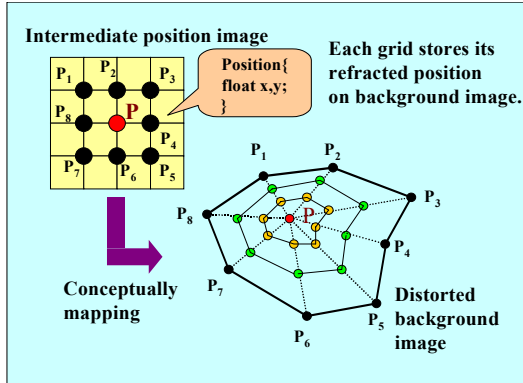 Intermediate position image
P1 P2 P3
P8 P P4
P7 P6 P5
Position{
float x,y;
}
Each grid stores its
refracted position
on background image.
Conceptually
mapping
P1 P2
P3
P8 P
P4
P7
P5
P6
Distorted
background
image